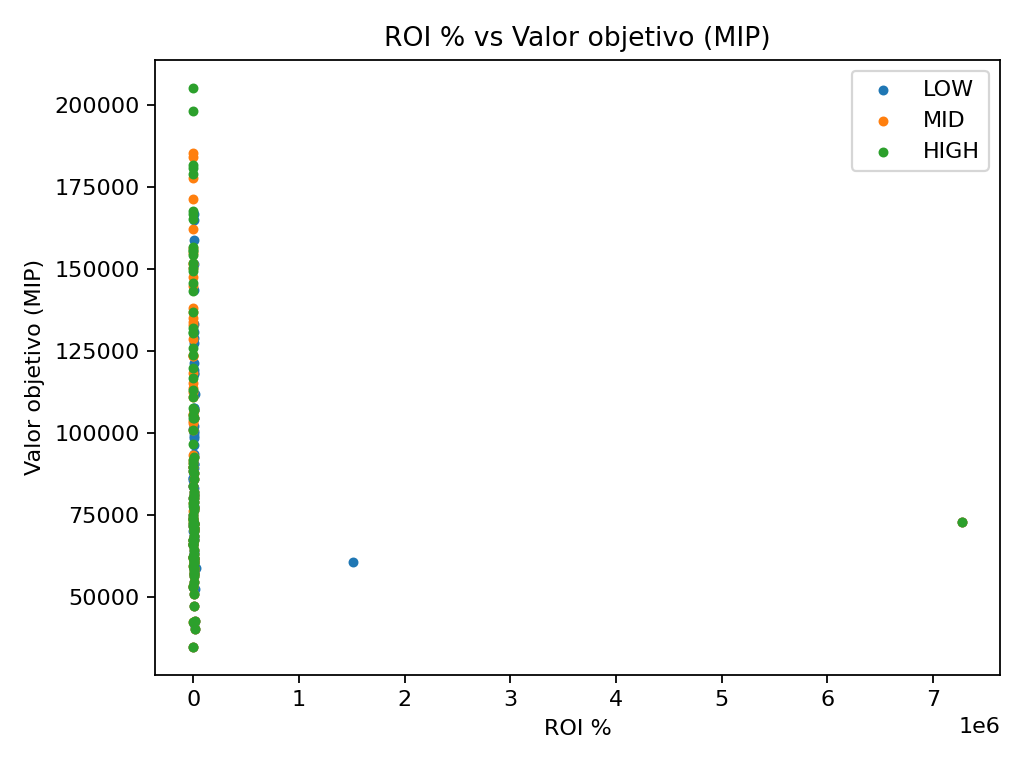 ROI % vs Valor objetivo (MIP)
LOW
MID
HIGH
Valor objetivo (MIP)
200000
175000
150000
125000
100000
75000
50000
0 1 2 3 4 5 6 7
1e6
ROI %